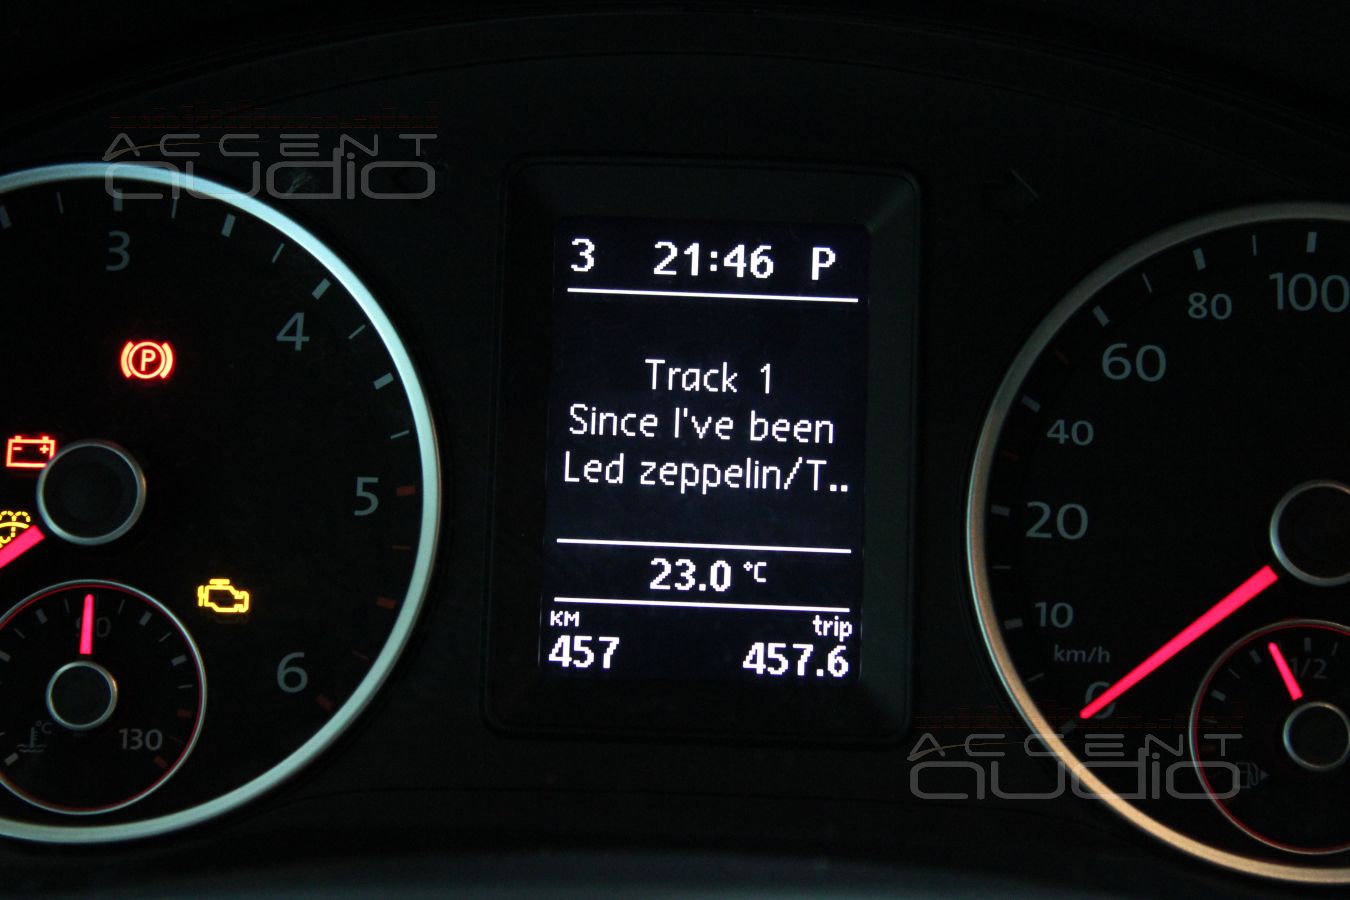 ACCENT
audio
3 21:46 P
Track 1
Since I've been
Led zeppelin/T..
23.0 °C
KM trip
457 457.6
3
4
5
6
P
90
°C
130
100
80
60
40
20
10
km/h
0
1/2
ACCENT
audio